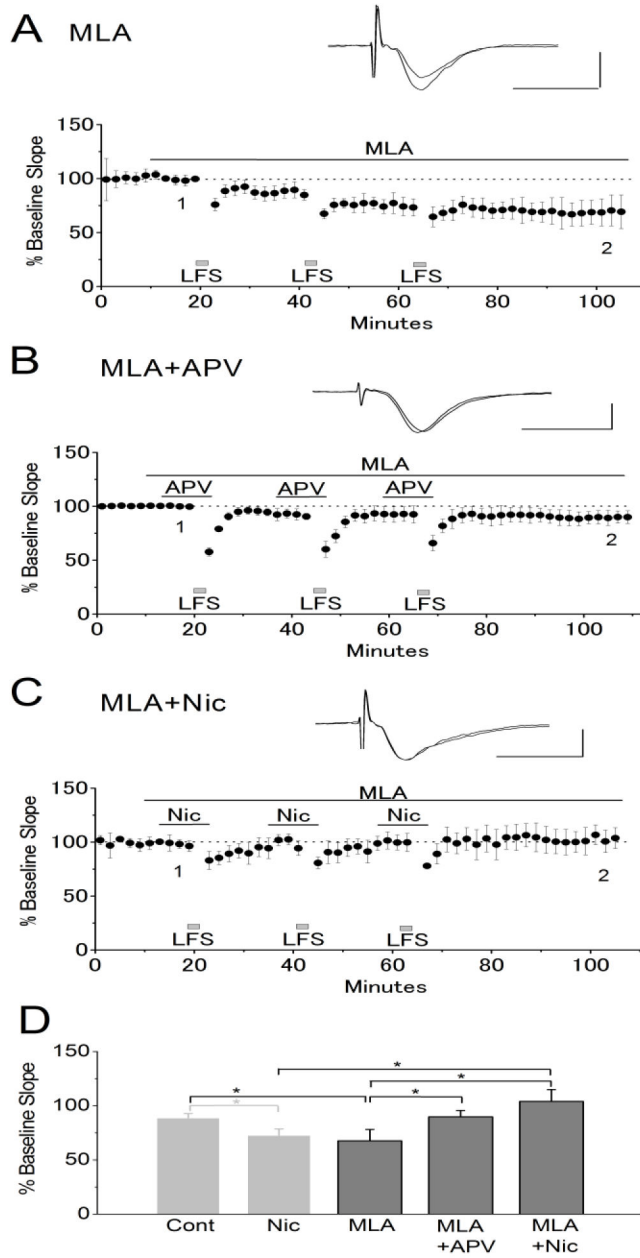 A MLA
150
MLA
100
1
50
2
LFS LFS LFS
0
0 20 40 60 80 100
Minutes
% Baseline Slope
B MLA+APV
150
MLA
APV APV APV
100
1
50
2
LFS LFS LFS
0
0 20 40 60 80 100
Minutes
% Baseline Slope
C MLA+Nic
150
MLA
Nic Nic Nic
100
1
50
2
LFS LFS LFS
0
0 20 40 60 80 100
Minutes
% Baseline Slope
D
150
*
*
* *
*
100
50
0
% Baseline Slope
Cont Nic MLA MLA +APV MLA +Nic